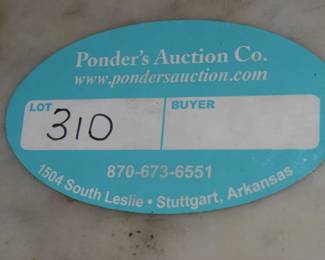 Ponder's Auction Co.
www.pondersauction.com
LOT BUYER
310
870-673-6551
1504 South Leslie • Stuttgart, Arkansas